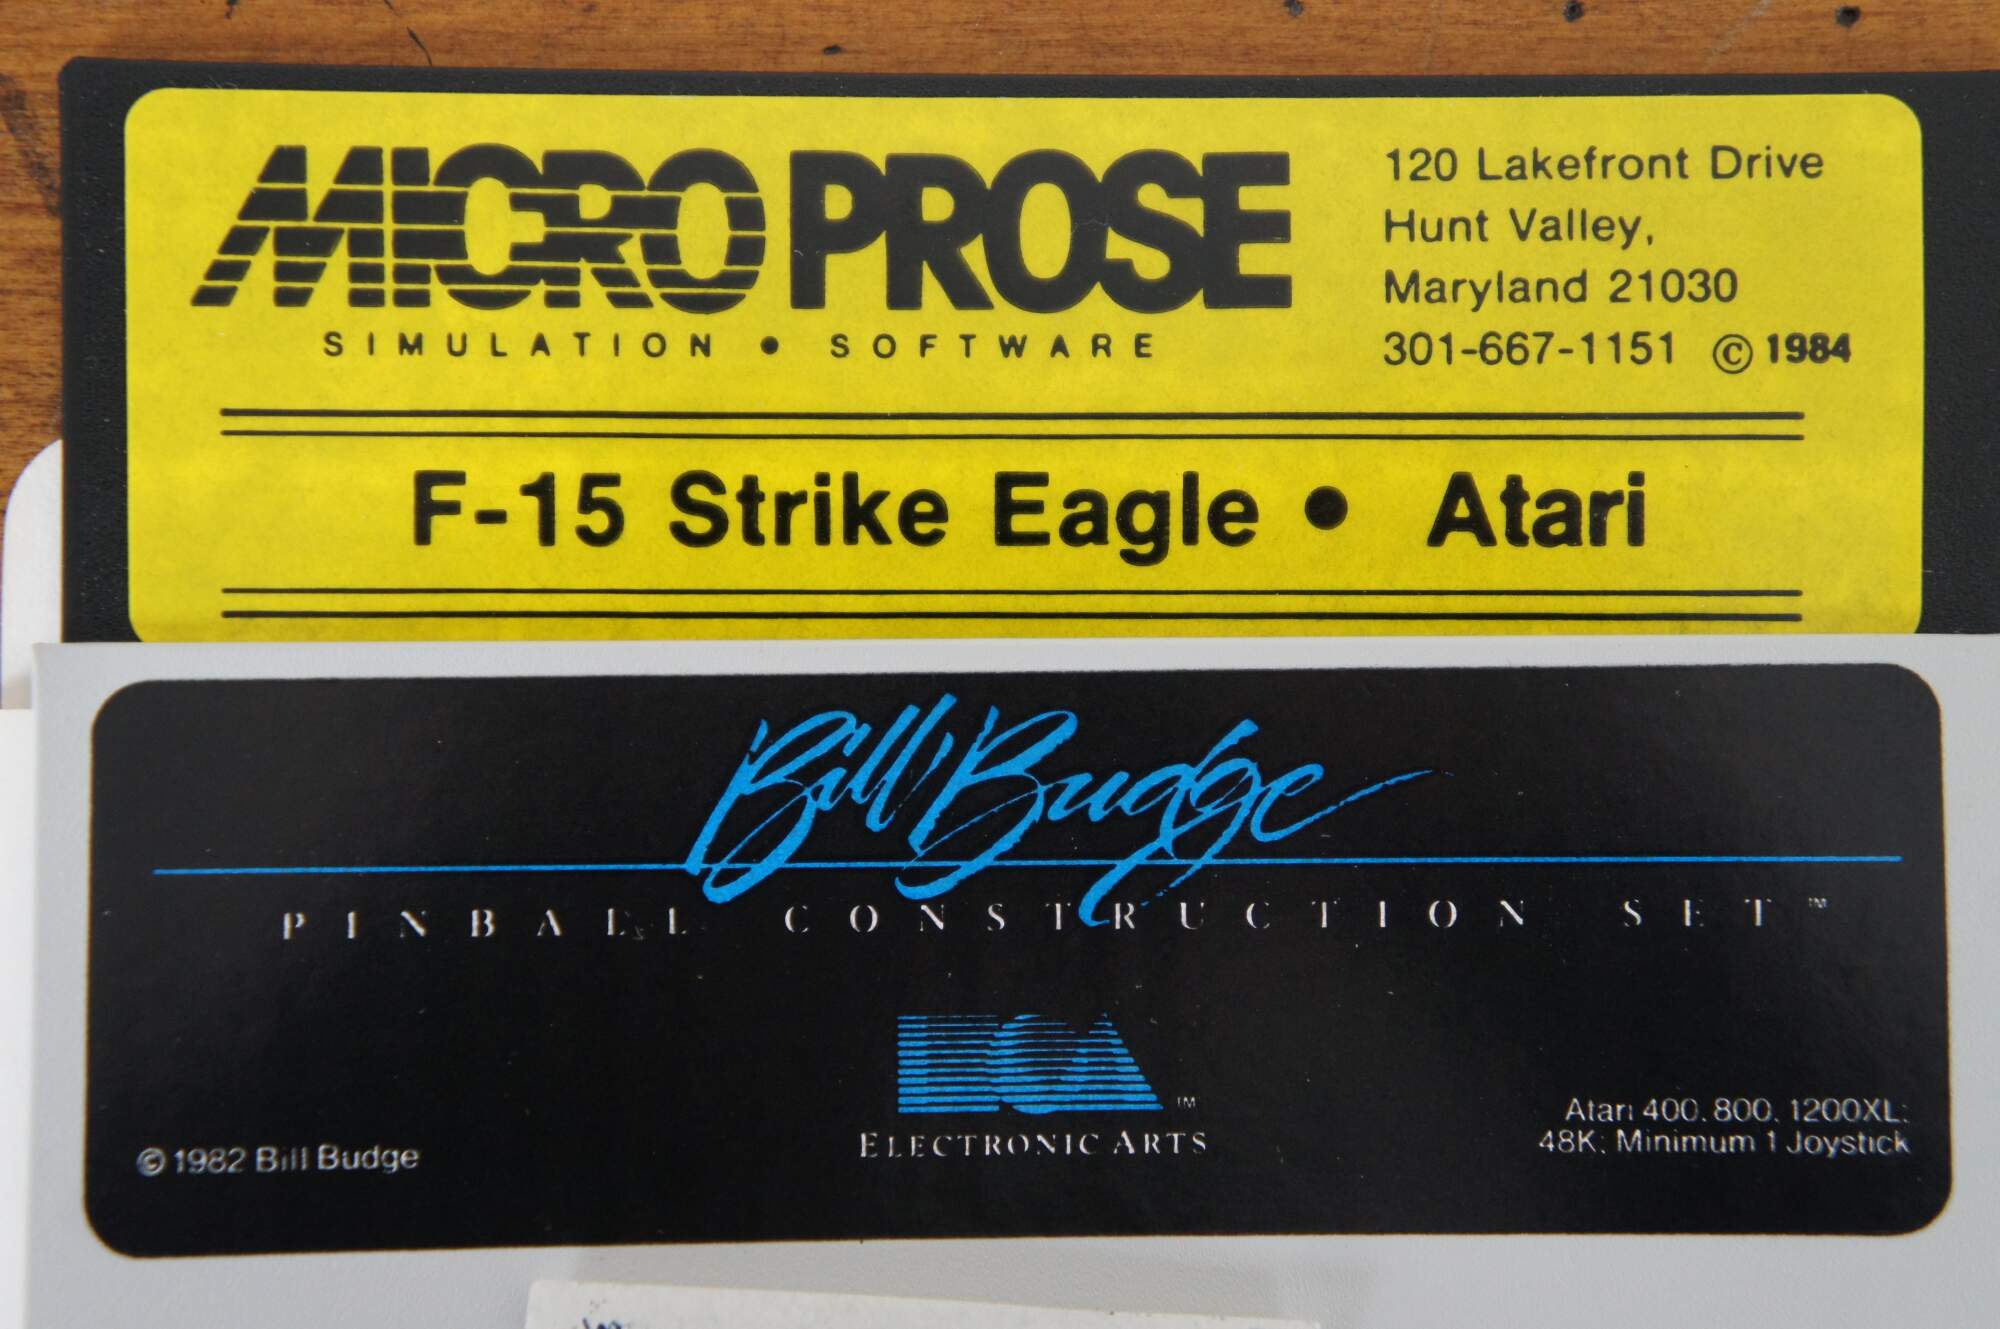 MICRO PROSE
SIMULATION • SOFTWARE
120 Lakefront Drive
Hunt Valley,
Maryland 21030
301-667-1151 © 1984
F-15 Strike Eagle • Atari
Bill Budge
PINBALL CONSTRUCTION SET™
™
ELECTRONIC ARTS
© 1982 Bill Budge
Atari 400, 800, 1200XL;
48K; Minimum 1 Joystick